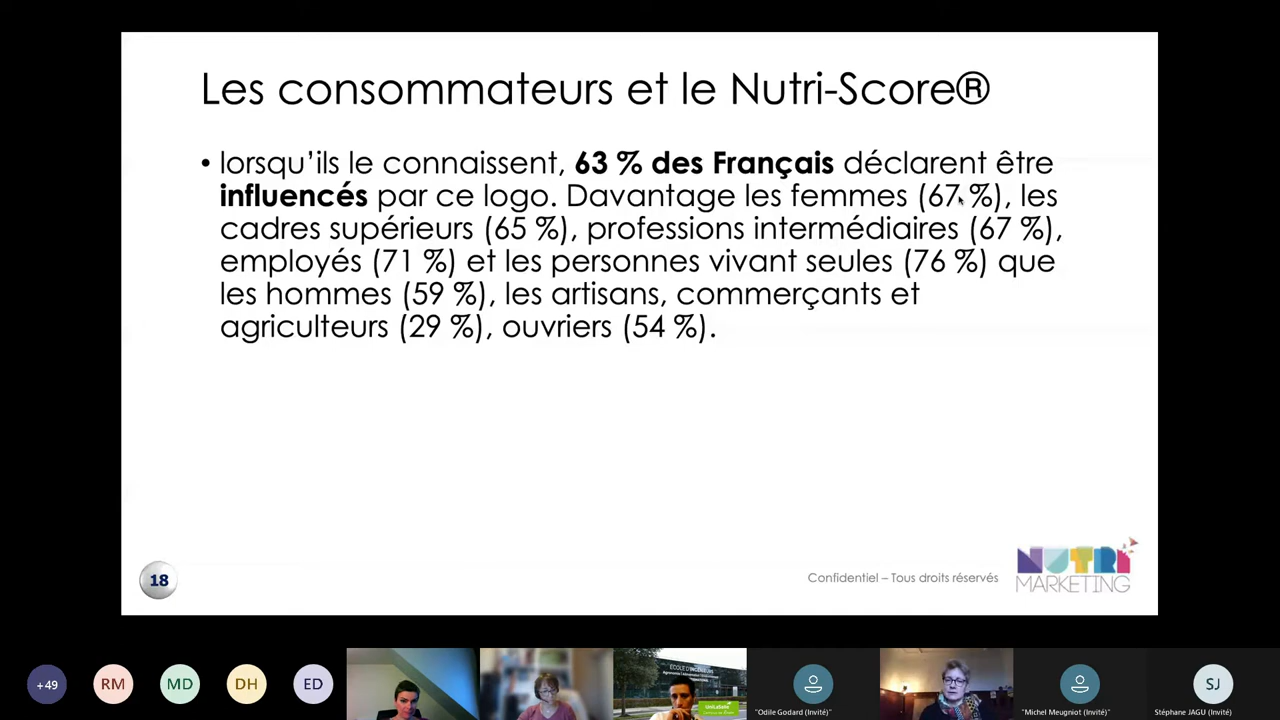 Les consommateurs et le Nutri-Score®
• lorsqu'ils le connaissent, 63 % des Français déclarent être
influencés par ce logo. Davantage les femmes (67 %), les
cadres supérieurs (65 %), professions intermédiaires (67 %),
employés (71 %) et les personnes vivant seules (76 %) que
les hommes (59 %), les artisans, commerçants et
agriculteurs (29 %), ouvriers (54 %).
18
Confidentiel – Tous droits réservés
NUTRI
MARKETING
+49
RM
MD
DH
ED
ÉCOLE D'INGÉNIEURS
UniLaSalle
"Odile Godard (Invité)"
"Michel Meugniot (Invité)"
SJ
Stéphane JAGU (Invité)